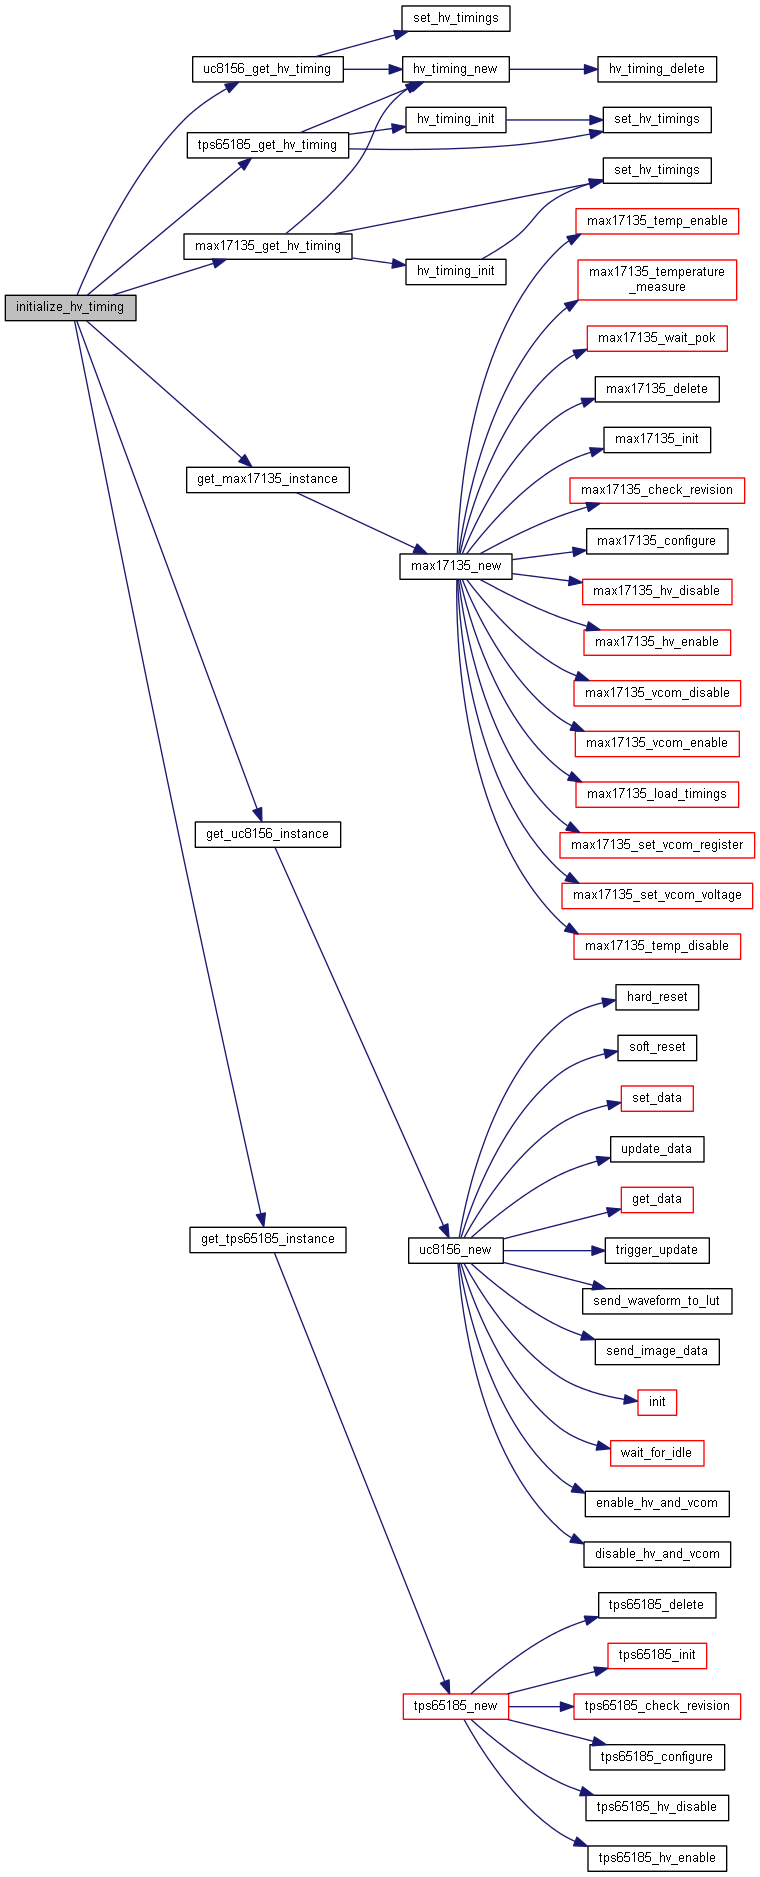 set_hv_timings
uc8156_get_hv_timing
hv_timing_new
hv_timing_delete
hv_timing_init
set_hv_timings
tps65185_get_hv_timing
set_hv_timings
max17135_get_hv_timing
hv_timing_init
initialize_hv_timing
max17135_temp_enable
max17135_temperature
_measure
max17135_wait_pok
max17135_delete
max17135_init
get_max17135_instance
max17135_check_revision
max17135_configure
max17135_new
max17135_hv_disable
max17135_hv_enable
max17135_vcom_disable
max17135_vcom_enable
max17135_load_timings
get_uc8156_instance
max17135_set_vcom_register
max17135_set_vcom_voltage
max17135_temp_disable
hard_reset
soft_reset
set_data
update_data
get_data
get_tps65185_instance
uc8156_new
trigger_update
send_waveform_to_lut
send_image_data
init
wait_for_idle
enable_hv_and_vcom
disable_hv_and_vcom
tps65185_delete
tps65185_init
tps65185_new
tps65185_check_revision
tps65185_configure
tps65185_hv_disable
tps65185_hv_enable